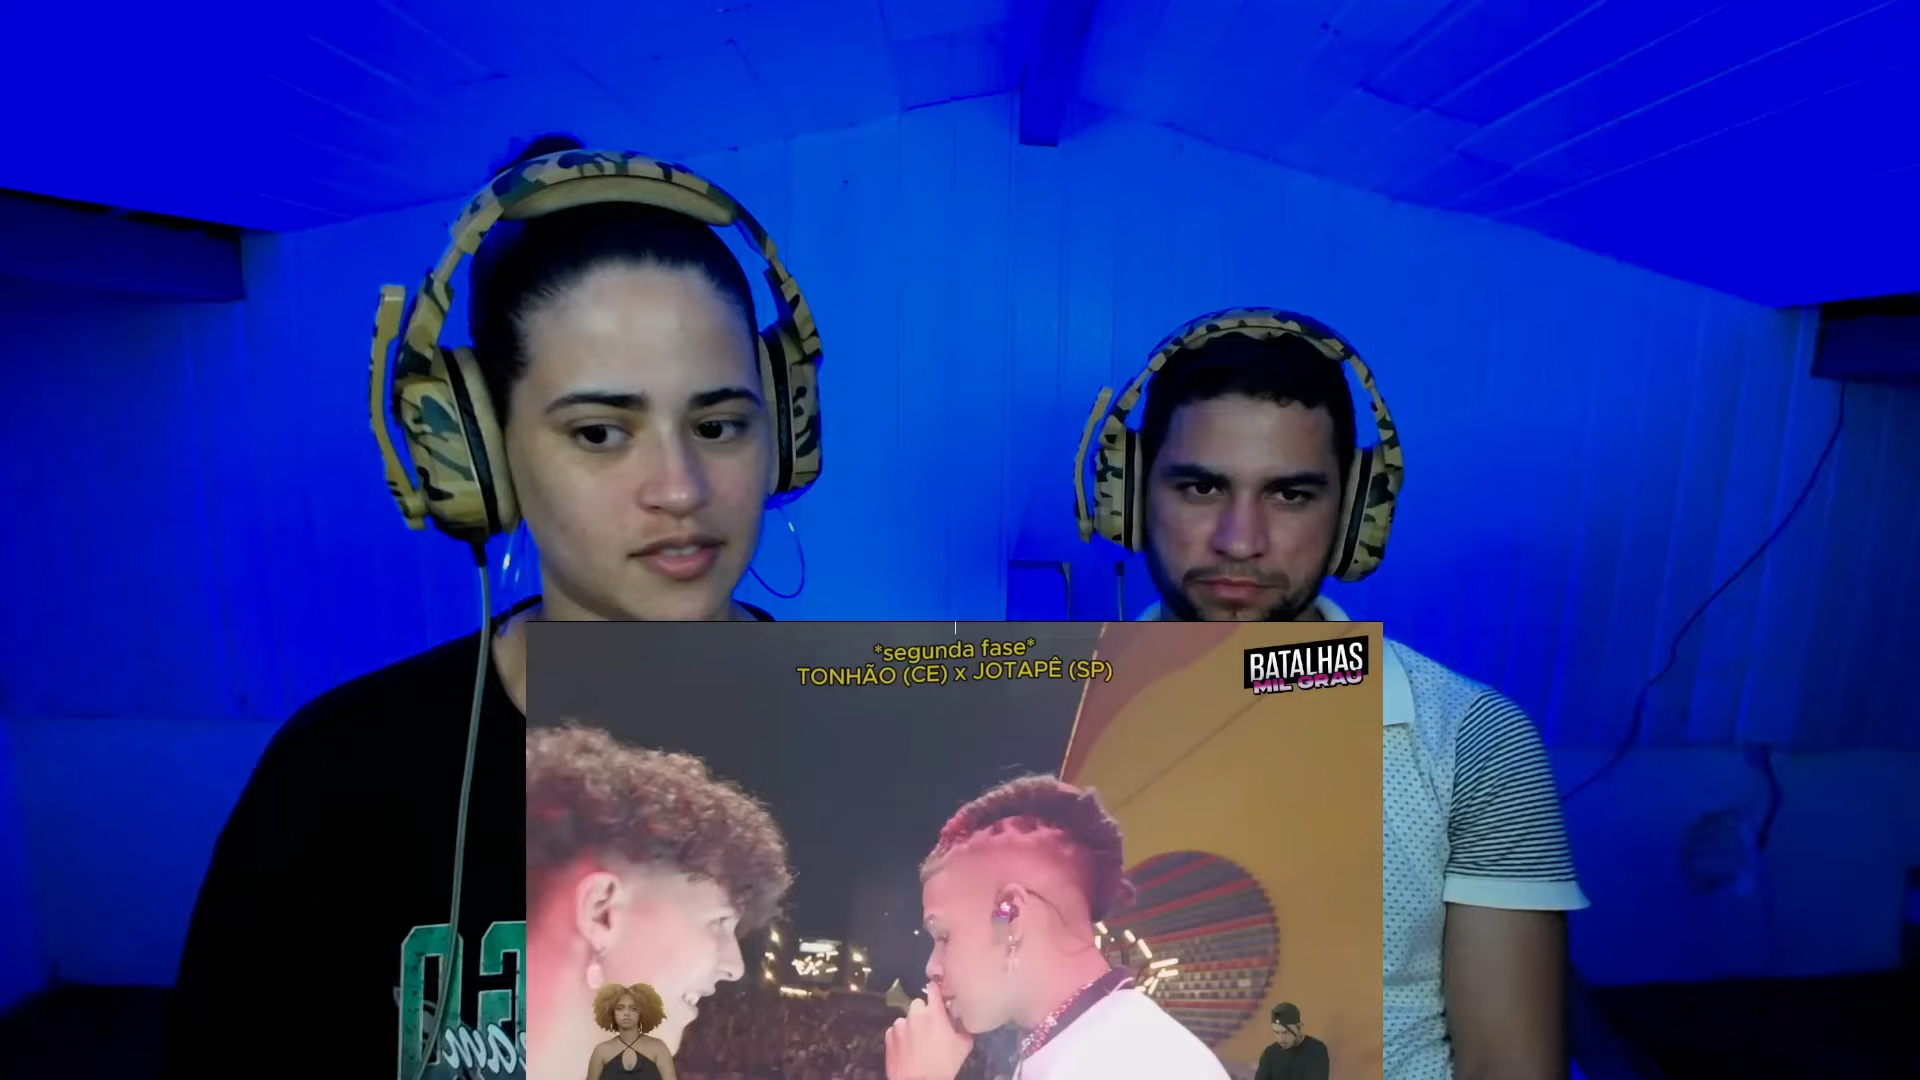 *segunda fase*
TONHÃO (CE) x JOTAPÊ (SP)
BATALHAS
MIL GRAU